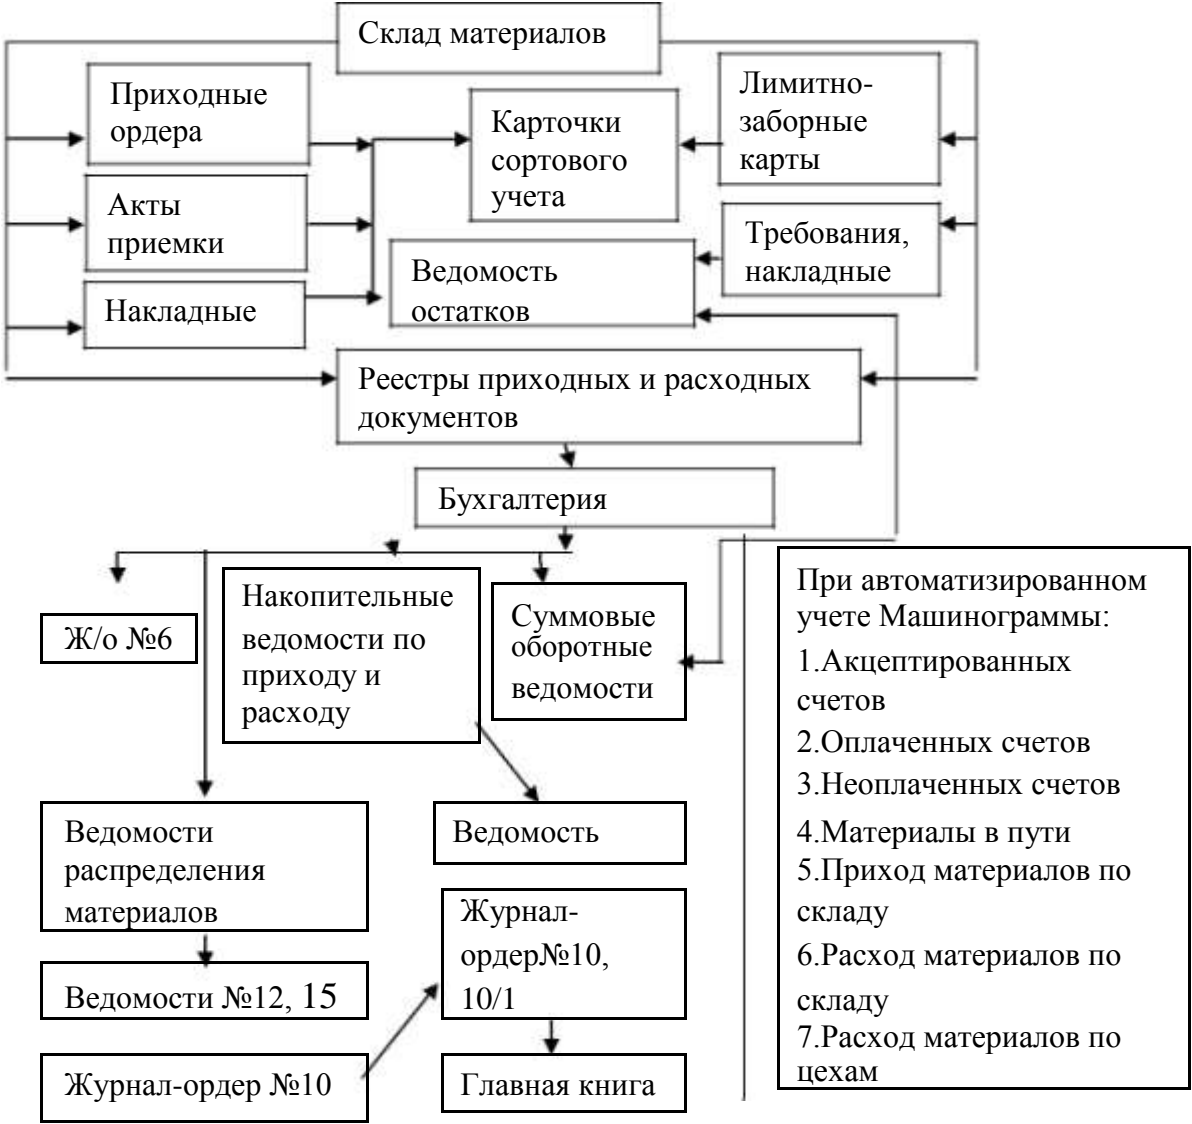 Склад материалов
Приходные
ордера
Акты
приемки
Накладные
Карточки
сортового
учета
Ведомость
остатков
Лимитно-
заборные
карты
Требования,
накладные
Реестры приходных и расходных
документов
Бухгалтерия
Ж/о №6
Накопительные
ведомости по
приходу и
расходу
Суммовые
оборотные
ведомости
Ведомости
распределения
материалов
Ведомость
Ведомости №12, 15
Журнал-ордер №10
Журнал-
ордер№10,
10/1
Главная книга
При автоматизированном
учете Машинограммы:
1.Акцептированных
счетов
2.Оплаченных счетов
3.Неоплаченных счетов
4.Материалы в пути
5.Приход материалов по
складу
6.Расход материалов по
складу
7.Расход материалов по
цехам